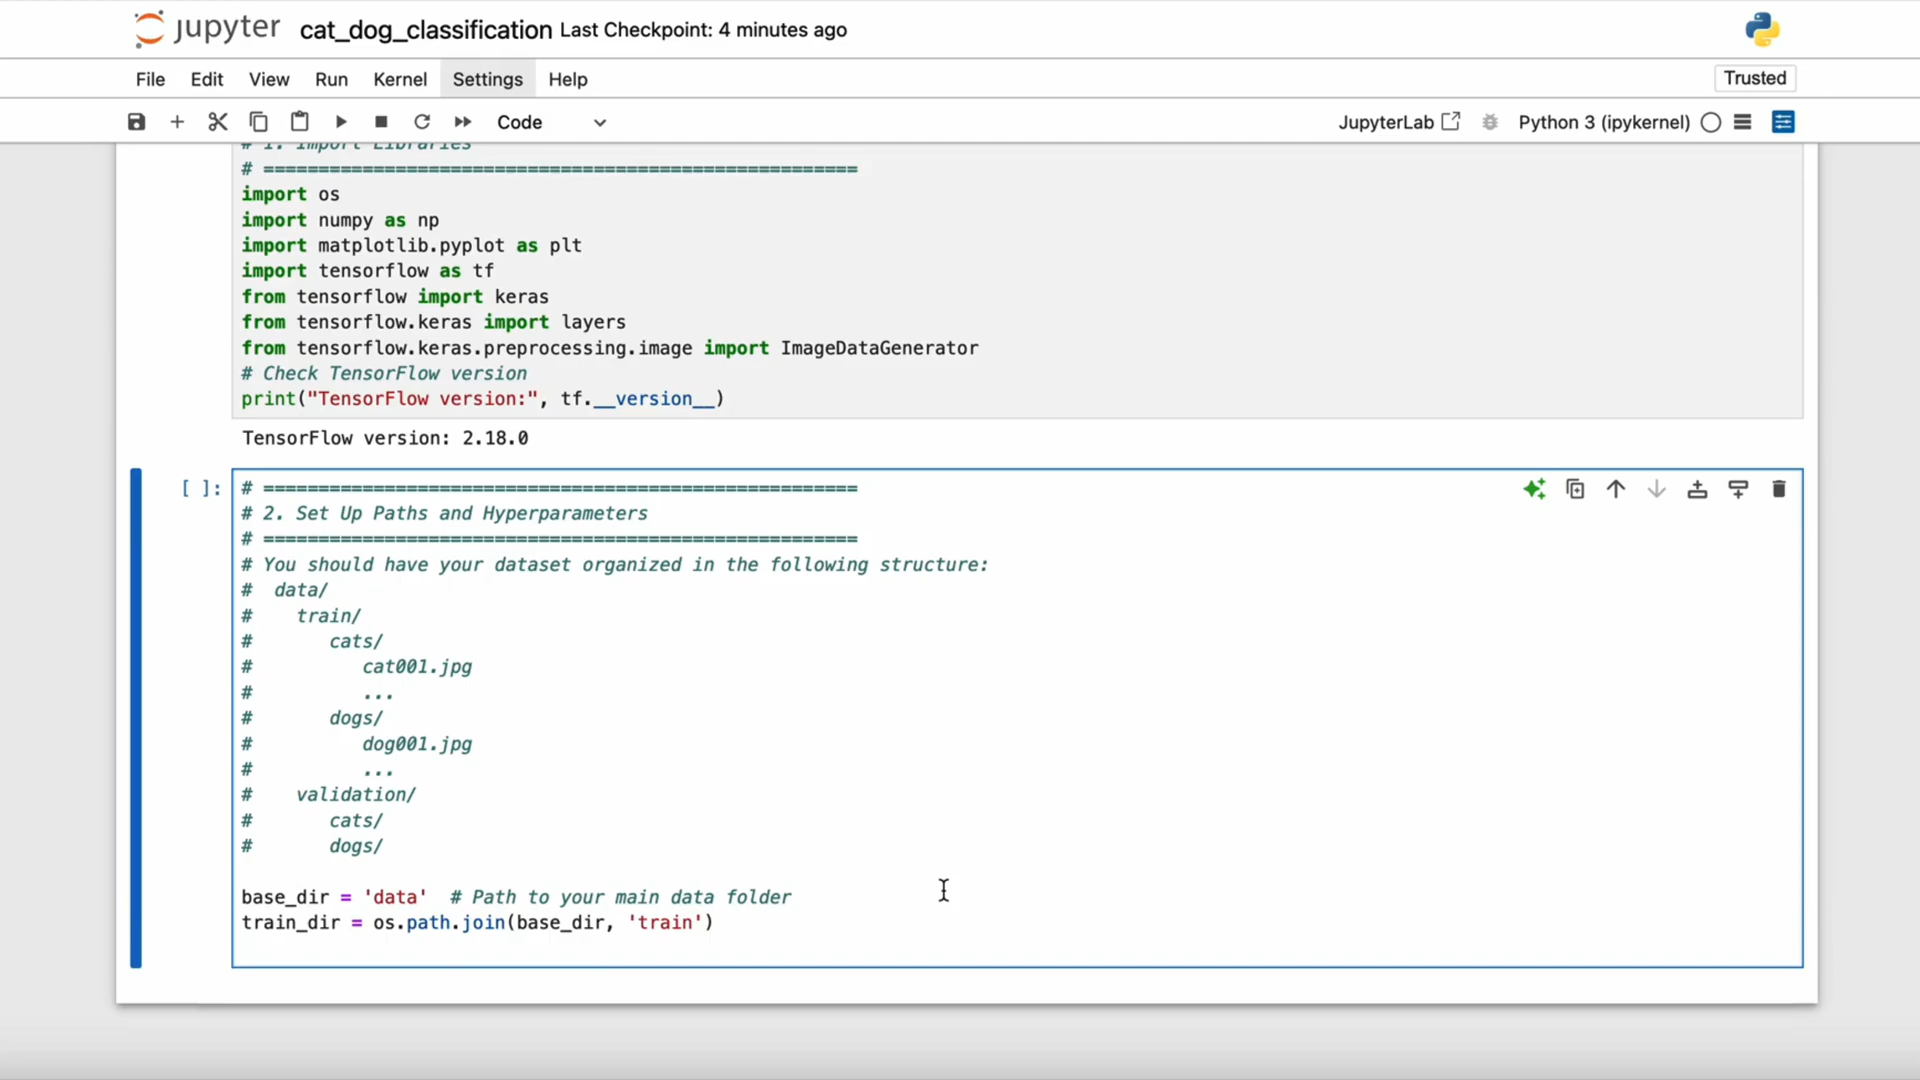 jupyter cat_dog_classification Last Checkpoint: 4 minutes ago
File Edit View Run Kernel Settings Help Trusted
Code JupyterLab Python 3 (ipykernel)
# 1. Import Libraries
# ======================================================
import os
import numpy as np
import matplotlib.pyplot as plt
import tensorflow as tf
from tensorflow import keras
from tensorflow.keras import layers
from tensorflow.keras.preprocessing.image import ImageDataGenerator
# Check TensorFlow version
print("TensorFlow version:", tf.__version__)
TensorFlow version: 2.18.0
[ ]: # ======================================================
# 2. Set Up Paths and Hyperparameters
# ======================================================
# You should have your dataset organized in the following structure:
#  data/
#    train/
#       cats/
#          cat001.jpg
#          ...
#       dogs/
#          dog001.jpg
#          ...
#    validation/
#       cats/
#       dogs/
base_dir = 'data'  # Path to your main data folder
train_dir = os.path.join(base_dir, 'train')